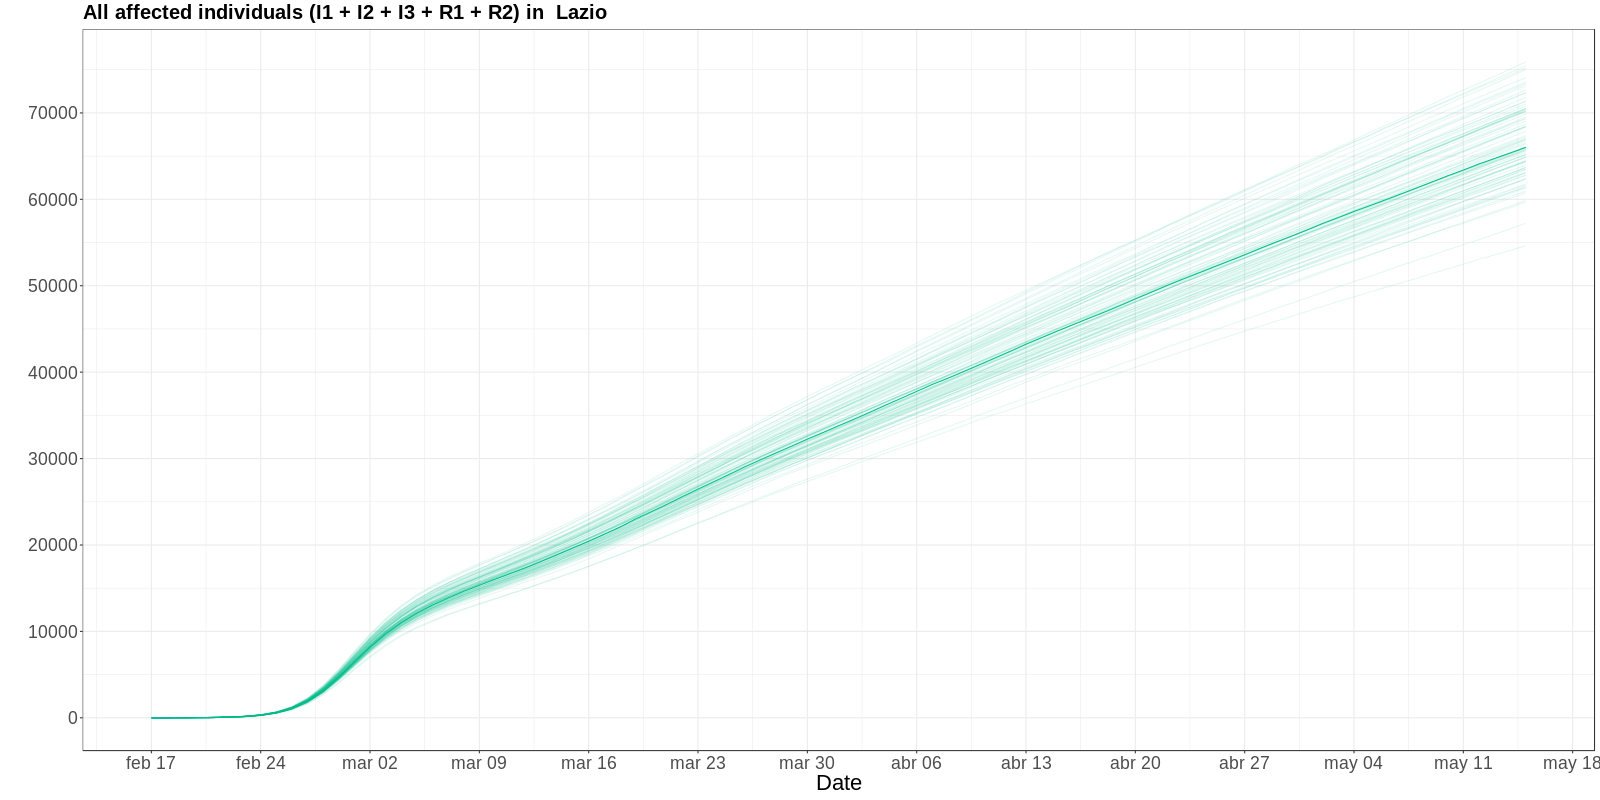 All affected individuals (I1 + I2 + I3 + R1 + R2) in  Lazio
70000
60000
50000
40000
30000
20000
10000
0
feb 17 feb 24 mar 02 mar 09 mar 16 mar 23 mar 30 abr 06 abr 13 abr 20 abr 27 may 04 may 11 may 18
Date